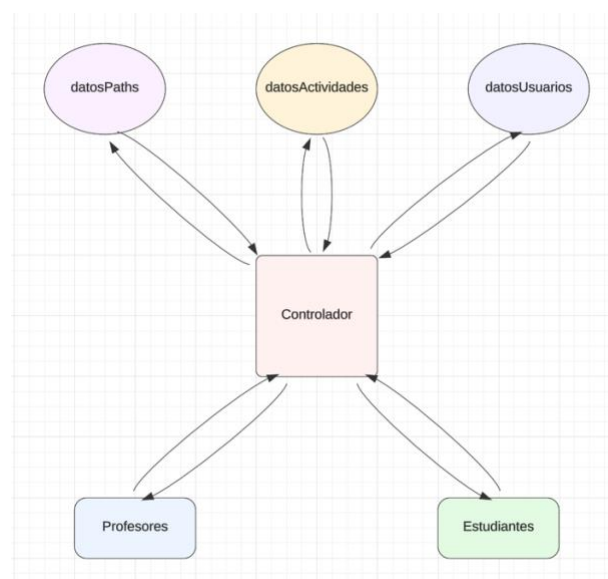 datosPaths
datosActividades
datosUsuarios
Controlador
Profesores
Estudiantes